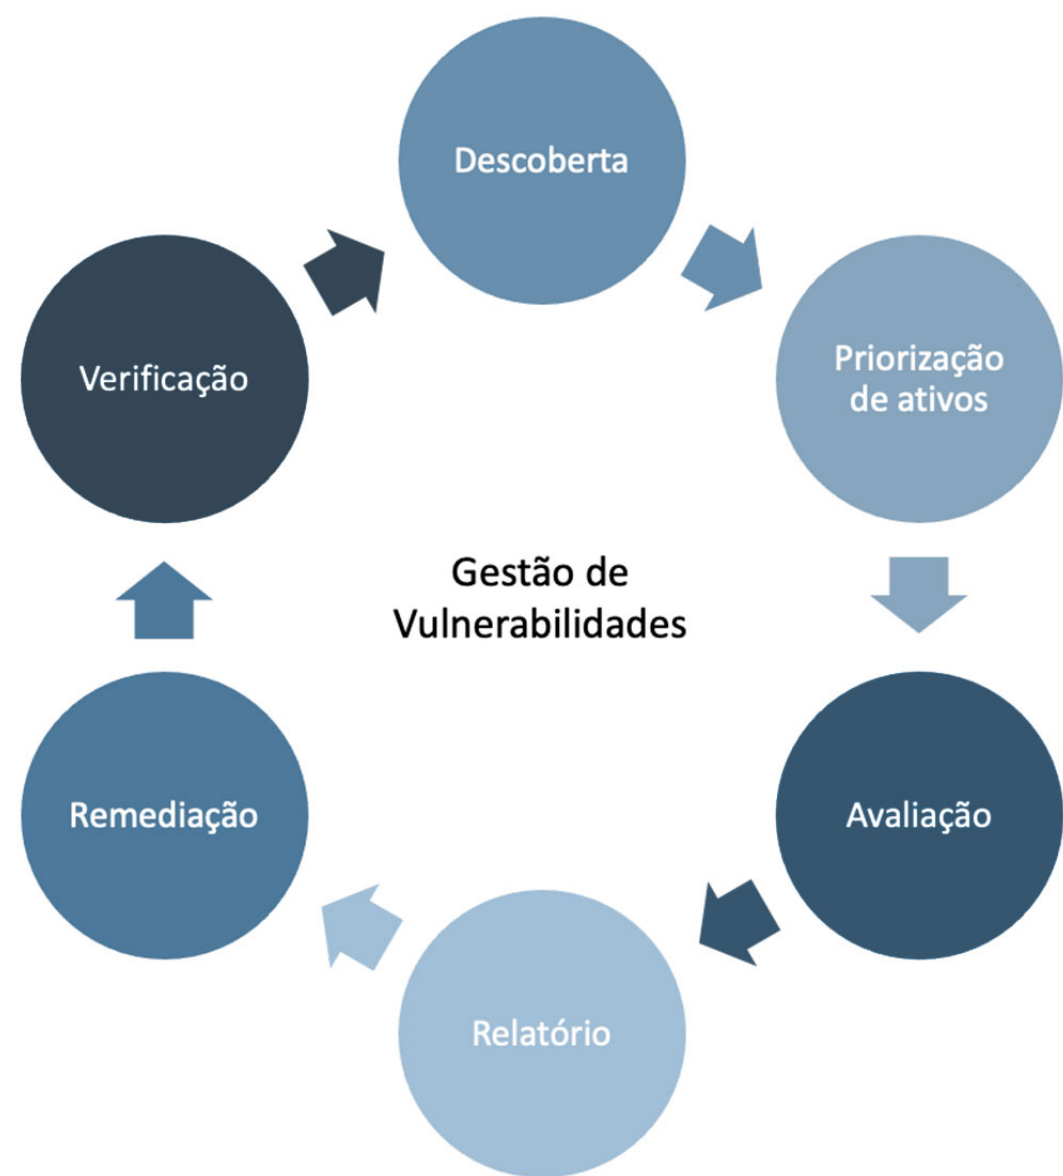 Descoberta
Priorização
de ativos
Avaliação
Relatório
Remediação
Verificação
Gestão de
Vulnerabilidades